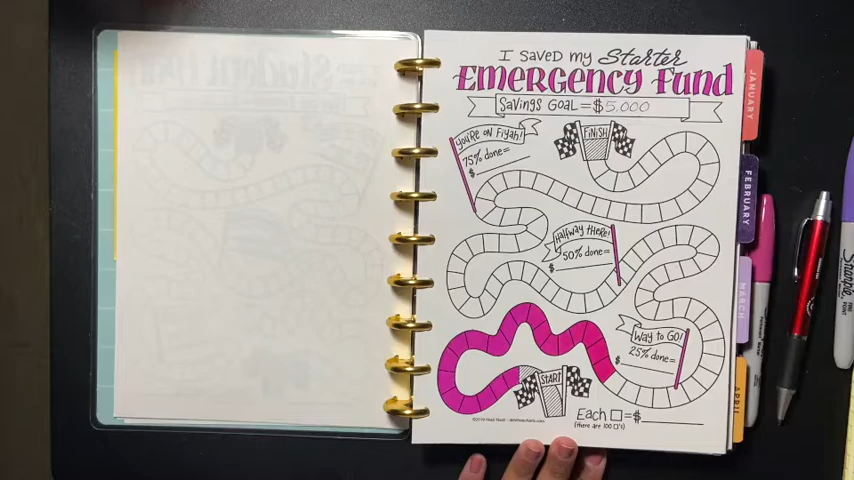 I SAVED MY Starter
EMERGENCY FUND
SAVINGS GOAL = $5,000
YOU'RE ON FIYAH!
75% done=
$
FINISH
HALFWAY THERE!
50% done=
$
WAY TO GO!
25% done=
$
START
Each □ = $
(there are 100 □'s)
JANUARY
FEBRUARY
MARCH
APRIL
Sharpie